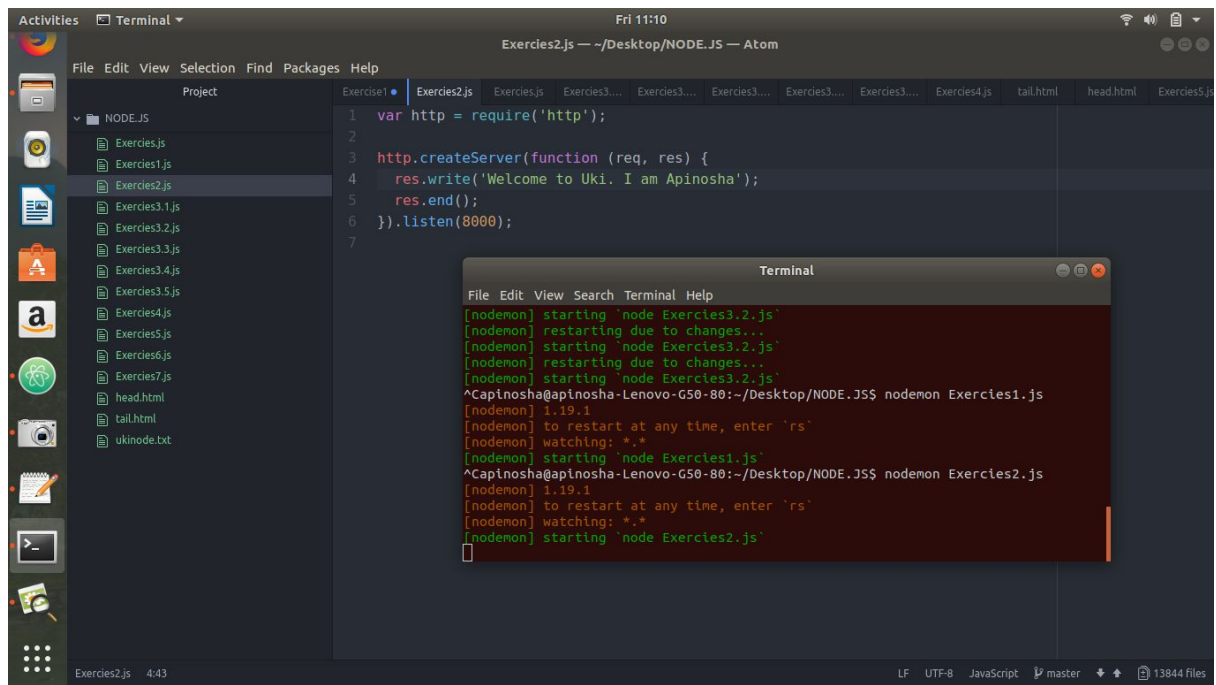 Activities Terminal Fri 11:10
Exercies2.js — ~/Desktop/NODE.JS — Atom
File Edit View Selection Find Packages Help
Project
Exercise1 Exercies2.js Exercies.js Exercies3.... Exercies3.... Exercies3.... Exercies3.... Exercies3.... Exercies4.js tail.html head.html Exercies5.js
NODE.JS
Exercies.js
Exercies1.js
Exercies2.js
Exercies3.1.js
Exercies3.2.js
Exercies3.3.js
Exercies3.4.js
Exercies3.5.js
Exercies4.js
Exercies5.js
Exercies6.js
Exercies7.js
head.html
tail.html
ukinode.txt
1 var http = require('http');
2
3 http.createServer(function (req, res) {
4 res.write('Welcome to Uki. I am Apinosha');
5 res.end();
6 }).listen(8000);
7
Terminal
File Edit View Search Terminal Help
[nodemon] starting `node Exercies3.2.js`
[nodemon] restarting due to changes...
[nodemon] starting `node Exercies3.2.js`
[nodemon] restarting due to changes...
[nodemon] starting `node Exercies3.2.js`
^Capinosha@apinosha-Lenovo-G50-80:~/Desktop/NODE.JS$ nodemon Exercies1.js
[nodemon] 1.19.1
[nodemon] to restart at any time, enter `rs`
[nodemon] watching: *.*
[nodemon] starting `node Exercies1.js`
^Capinosha@apinosha-Lenovo-G50-80:~/Desktop/NODE.JS$ nodemon Exercies2.js
[nodemon] 1.19.1
[nodemon] to restart at any time, enter `rs`
[nodemon] watching: *.*
[nodemon] starting `node Exercies2.js`
Exercies2.js 4:43 LF UTF-8 JavaScript master 13844 files